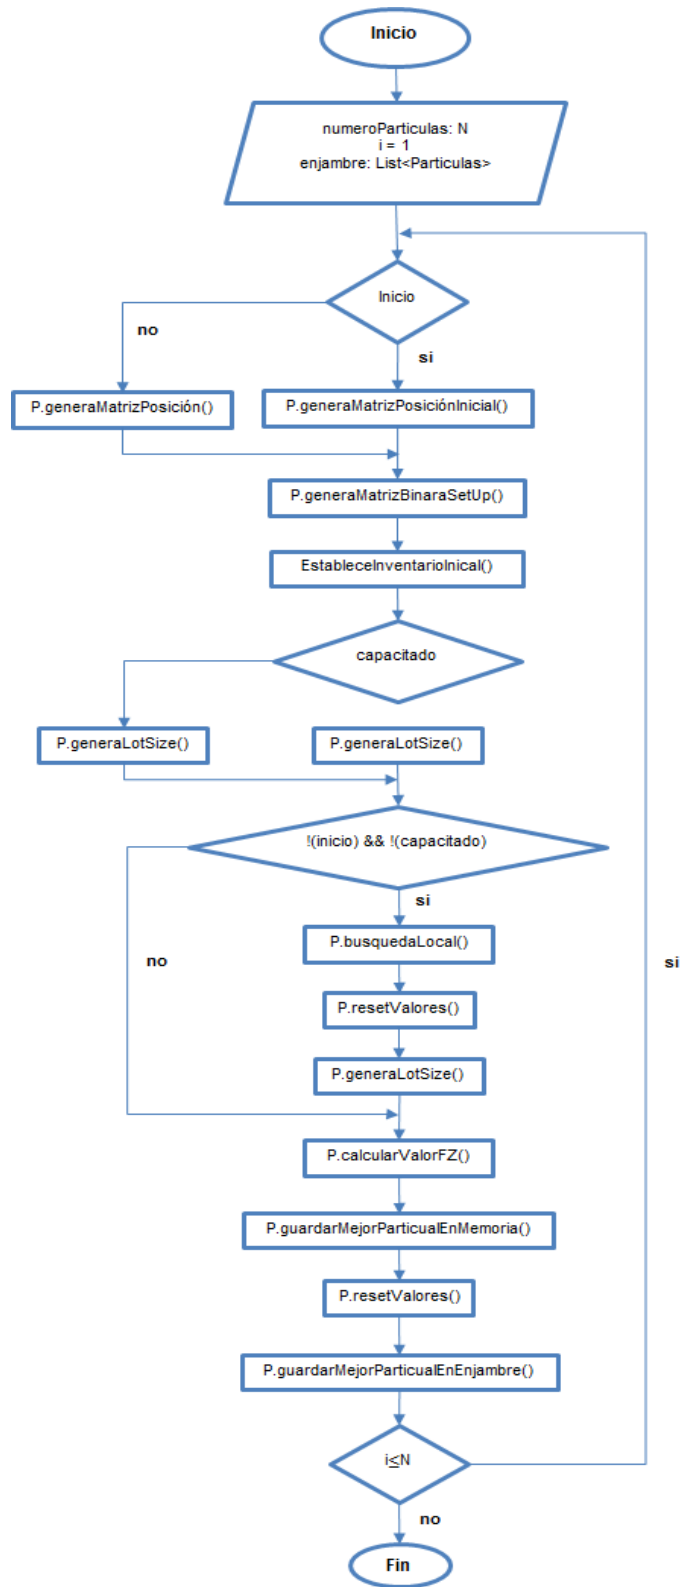 Inicio
numeroParticulas: N
i = 1
enjambre: List<Particulas>
Inicio
no
si
P.generaMatrizPosición()
P.generaMatrizPosiciónInicial()
P.generaMatrizBinaraSetUp()
EstableceInventarioInical()
capacitado
P.generaLotSize()
P.generaLotSize()
!(inicio) && !(capacitado)
si
P.busquedaLocal()
no
si
P.resetValores()
P.generaLotSize()
P.calcularValorFZ()
P.guardarMejorParticualEnMemoria()
P.resetValores()
P.guardarMejorParticualEnEnjambre()
i≤N
no
Fin